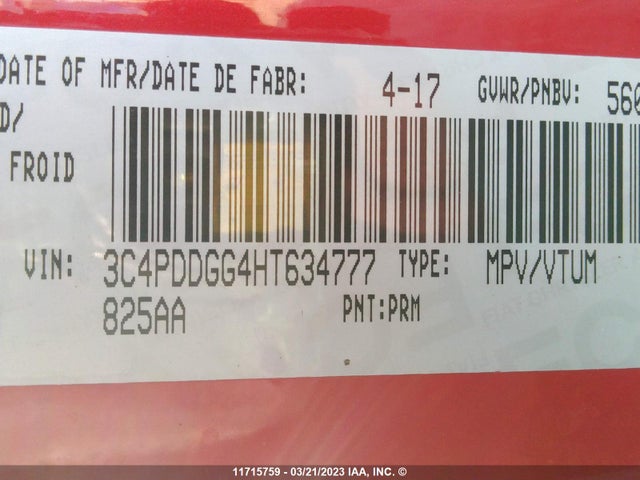 DATE OF MFR/DATE DE FABR: 4-17 GVWR/PNBV: 560
D/
FROID
VIN: 3C4PDDGG4HT634777 TYPE: MPV/VTUM
825AA PNT:PRM
11715759 - 03/21/2023 IAA, INC. ©